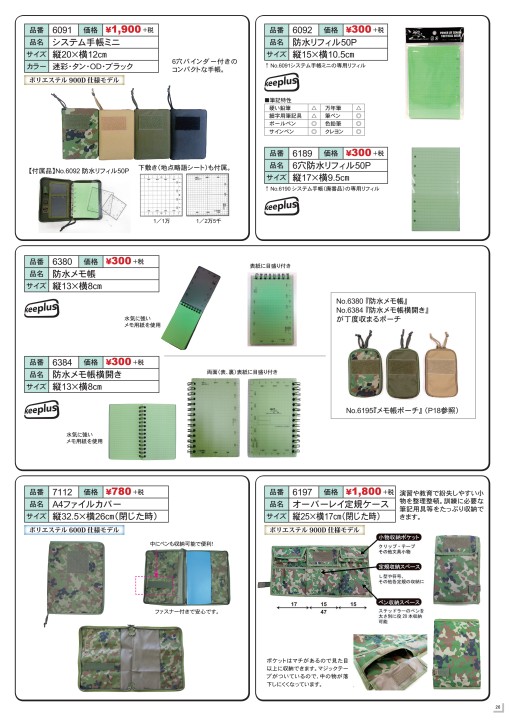 品番 6091 価格 ¥1,900 +税
品名 システム手帳ミニ
サイズ 縦20×横12cm
カラー 迷彩・タン・OD・ブラック
ポリエステル 900D 仕様モデル
6穴バインダー付きの
コンパクトな手帳。
【付属品】No.6092 防水リフィル50P
下敷き（地点略語シート）も付属。
1／1万
1／2万5千
品番 6092 価格 ¥300 +税
品名 防水リフィル50P
サイズ 縦15×横10.5cm
↑No.6091システム手帳ミニの専用リフィル
keeplus
■筆記特性
硬い鉛筆 △ 万年筆 △
細字用筆記具 △ 筆ペン ◎
ボールペン ◎ 色鉛筆 ◎
サインペン ◎ クレヨン ◎
品番 6189 価格 ¥300 +税
品名 6穴防水リフィル50P
サイズ 縦17×横9.5cm
↑No.6190 システム手帳（廃番品）の専用リフィル
keeplus
品番 6380 価格 ¥300 +税
品名 防水メモ帳
サイズ 縦13×横8cm
keeplus
水気に強い
メモ用紙を使用
表紙に目盛り付き
品番 6384 価格 ¥300 +税
品名 防水メモ帳横開き
サイズ 縦13×横8cm
keeplus
水気に強い
メモ用紙を使用
両面（表、裏）表紙に目盛り付き
No.6380 『防水メモ帳』
No.6384 『防水メモ帳横開き』
が丁度収まるポーチ
No.6195『メモ帳ポーチ』（P18参照）
品番 7112 価格 ¥780 +税
品名 A4ファイルカバー
サイズ 縦32.5×横26cm（閉じた時）
ポリエステル 600D 仕様モデル
中にペンも収納可能で便利！
ファスナー付きで安心です。
品番 6197 価格 ¥1,800 +税
品名 オーバーレイ定規ケース
サイズ 縦25×横17cm（閉じた時）
ポリエステル 900D 仕様モデル
演習や教育で紛失しやすい小
物を整理整頓。訓練に必要な
筆記用具等をたっぷり収納で
きます。
小物収納ポケット
クリップ・テープ
その他文具小物
定規収納スペース
L型や符号、
その他各定規の収納に
ペン収納スペース
ステッドラーのペンを
太さ別に段 20 本収納
可能
17 15 15
47
ポケットはマチがあるので見た目
以上に収納できます。マジックテー
プがついているので、中の物が落
下しにくくなっています。
20